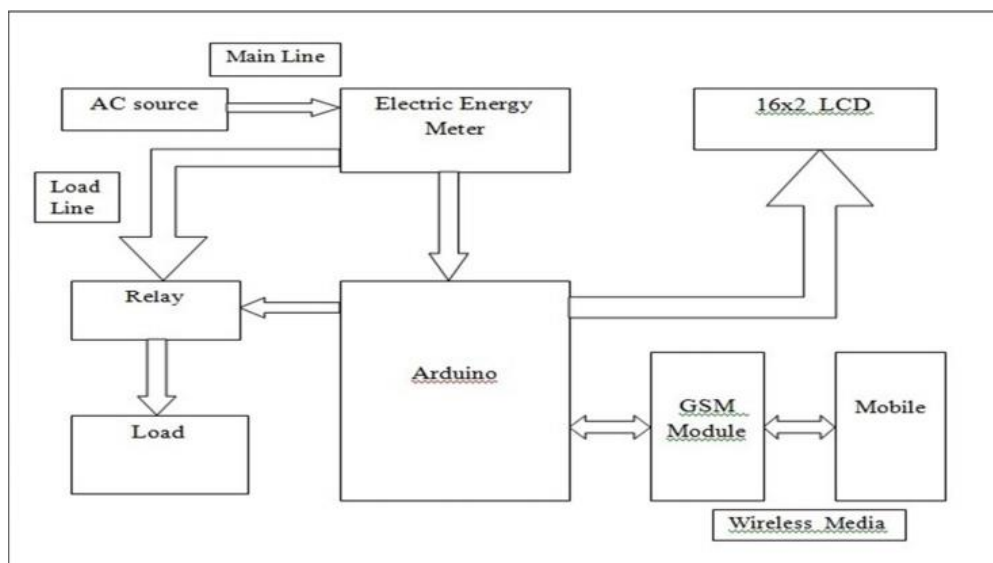 Main Line
AC source
Electric Energy
Meter
16x2 LCD
Load
Line
Relay
Arduino
GSM
Module
Mobile
Load
Wireless Media